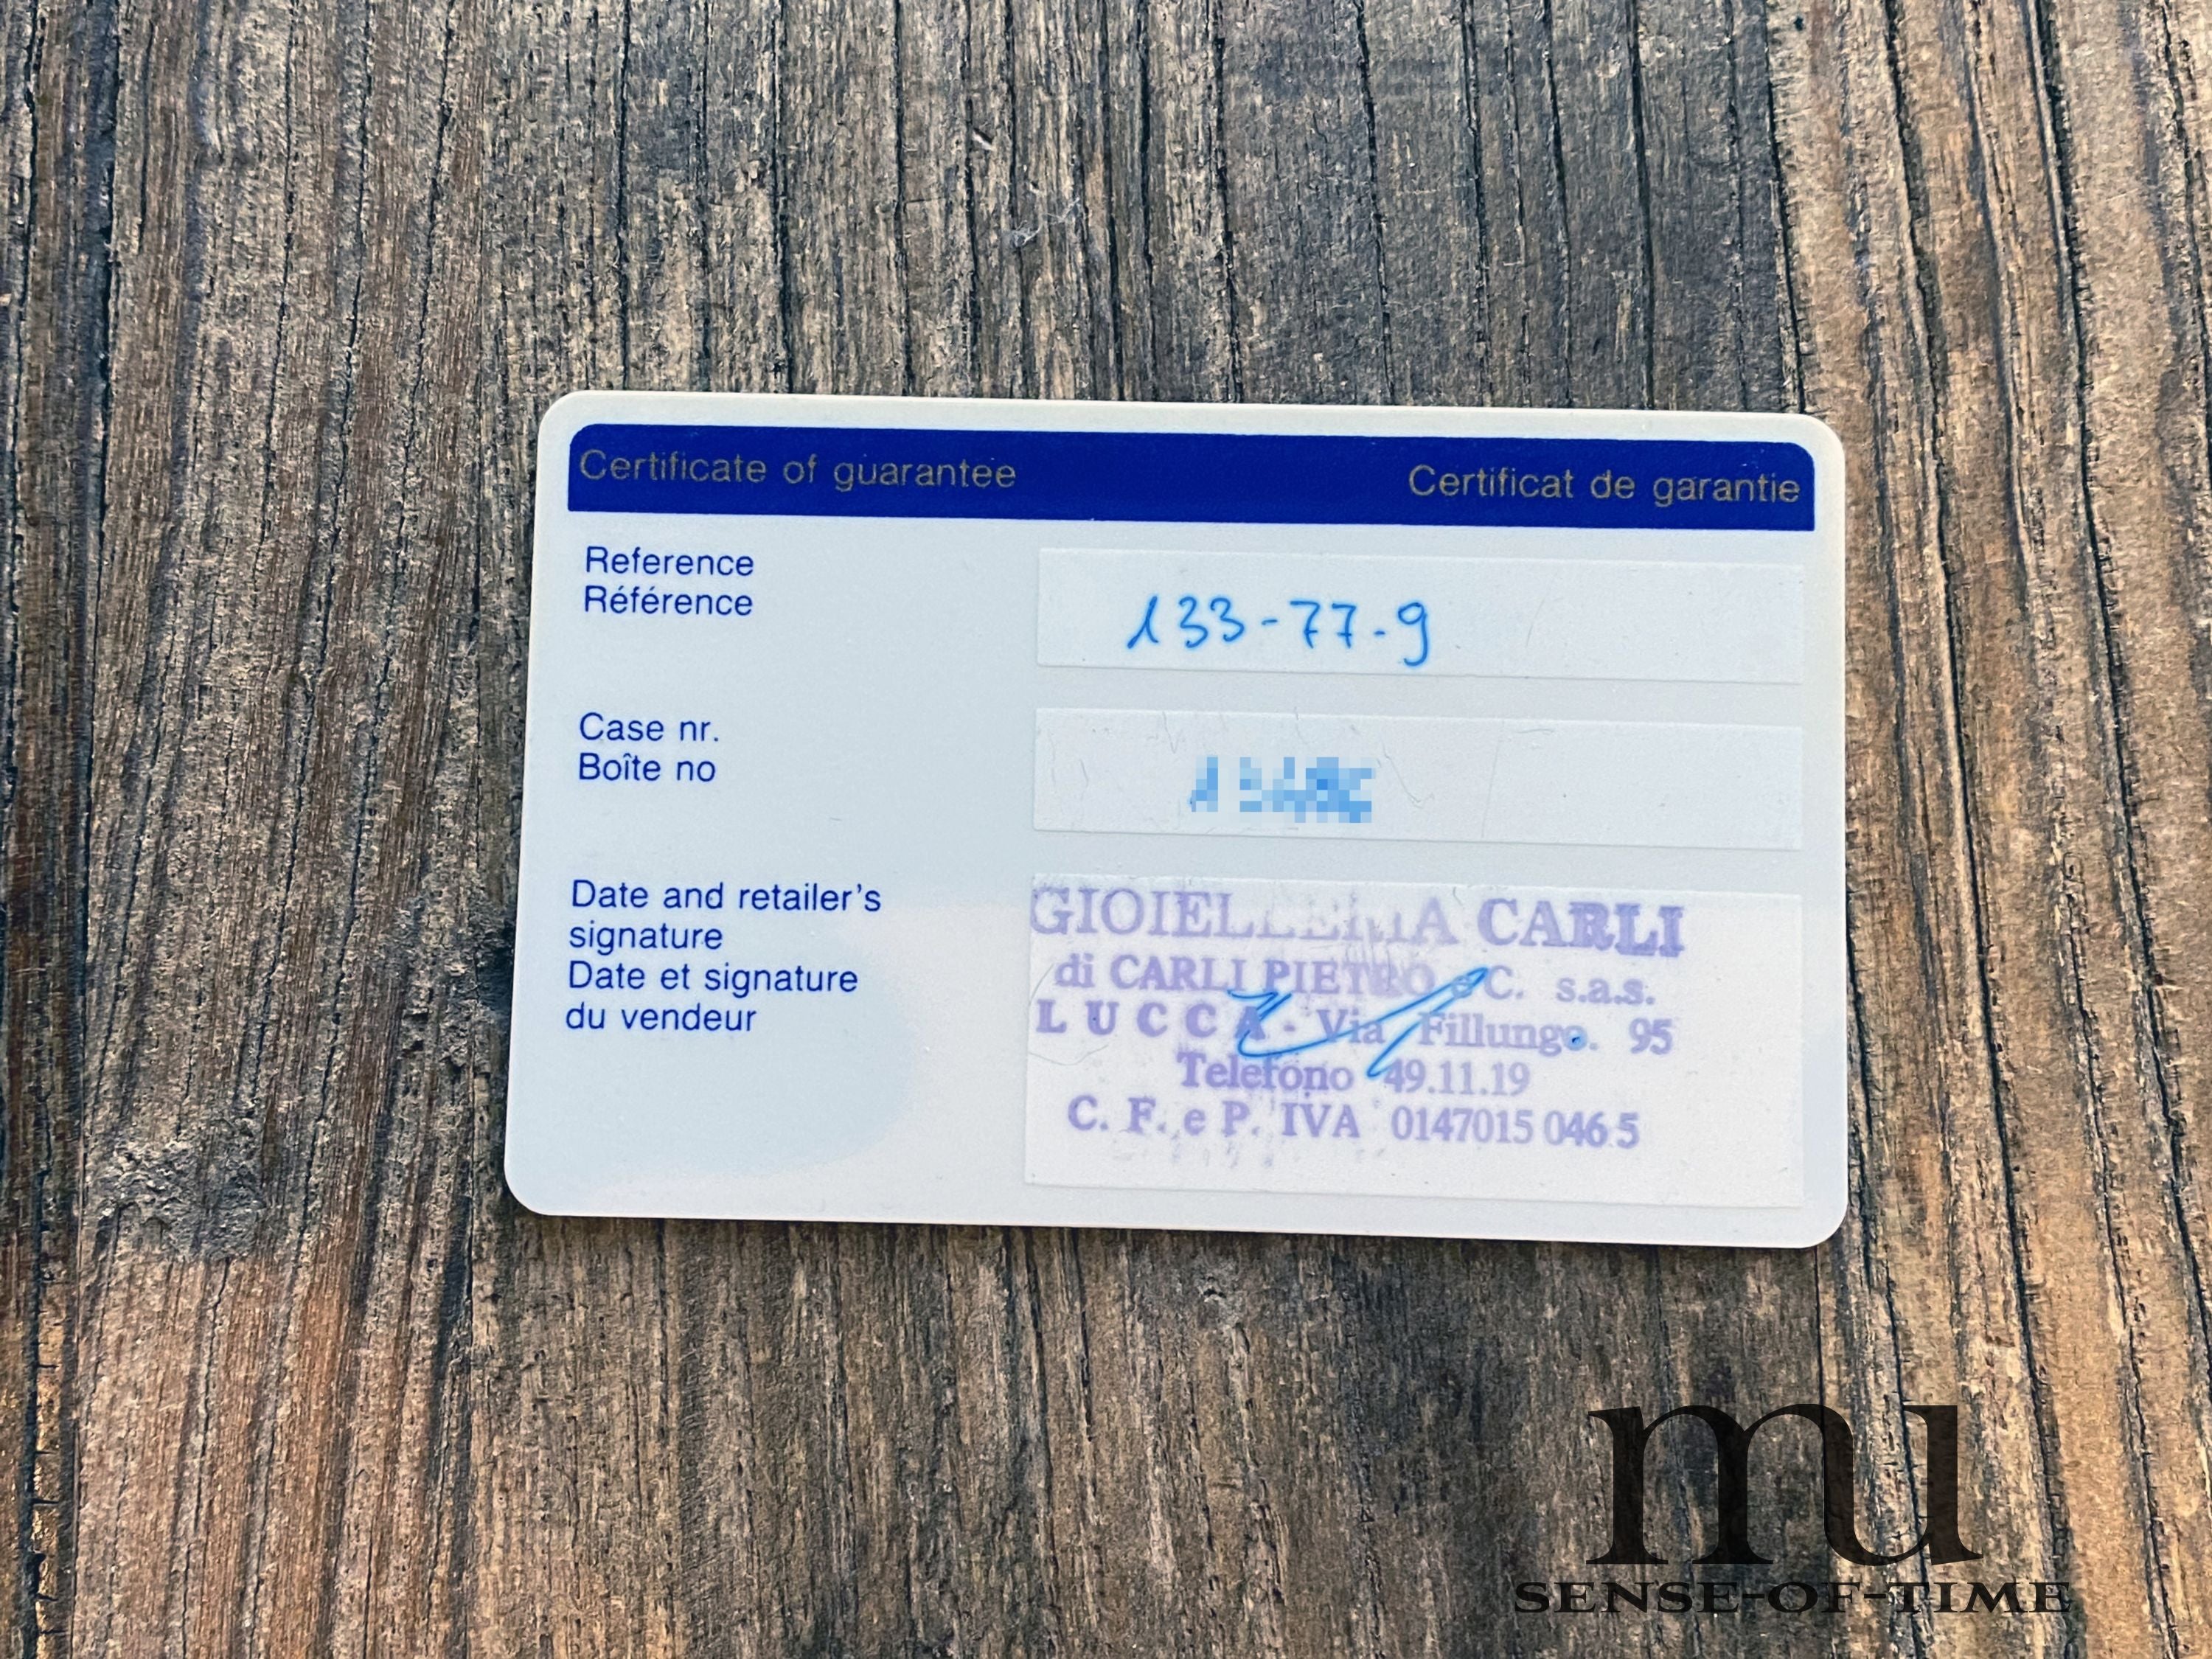 Certificate of guarantee Certificat de garantie
Reference
Référence
133-77-9
Case nr.
Boîte no
Date and retailer's
signature
Date et signature
du vendeur
GIOIELLERIA CARLI
di CARLI PIETRO e C. s.a.s.
LUCCA - Via Fillungo. 95
Telefono 49.11.19
C. F. e P. IVA 0147015 046 5
mu
SENSE-OF-TIME